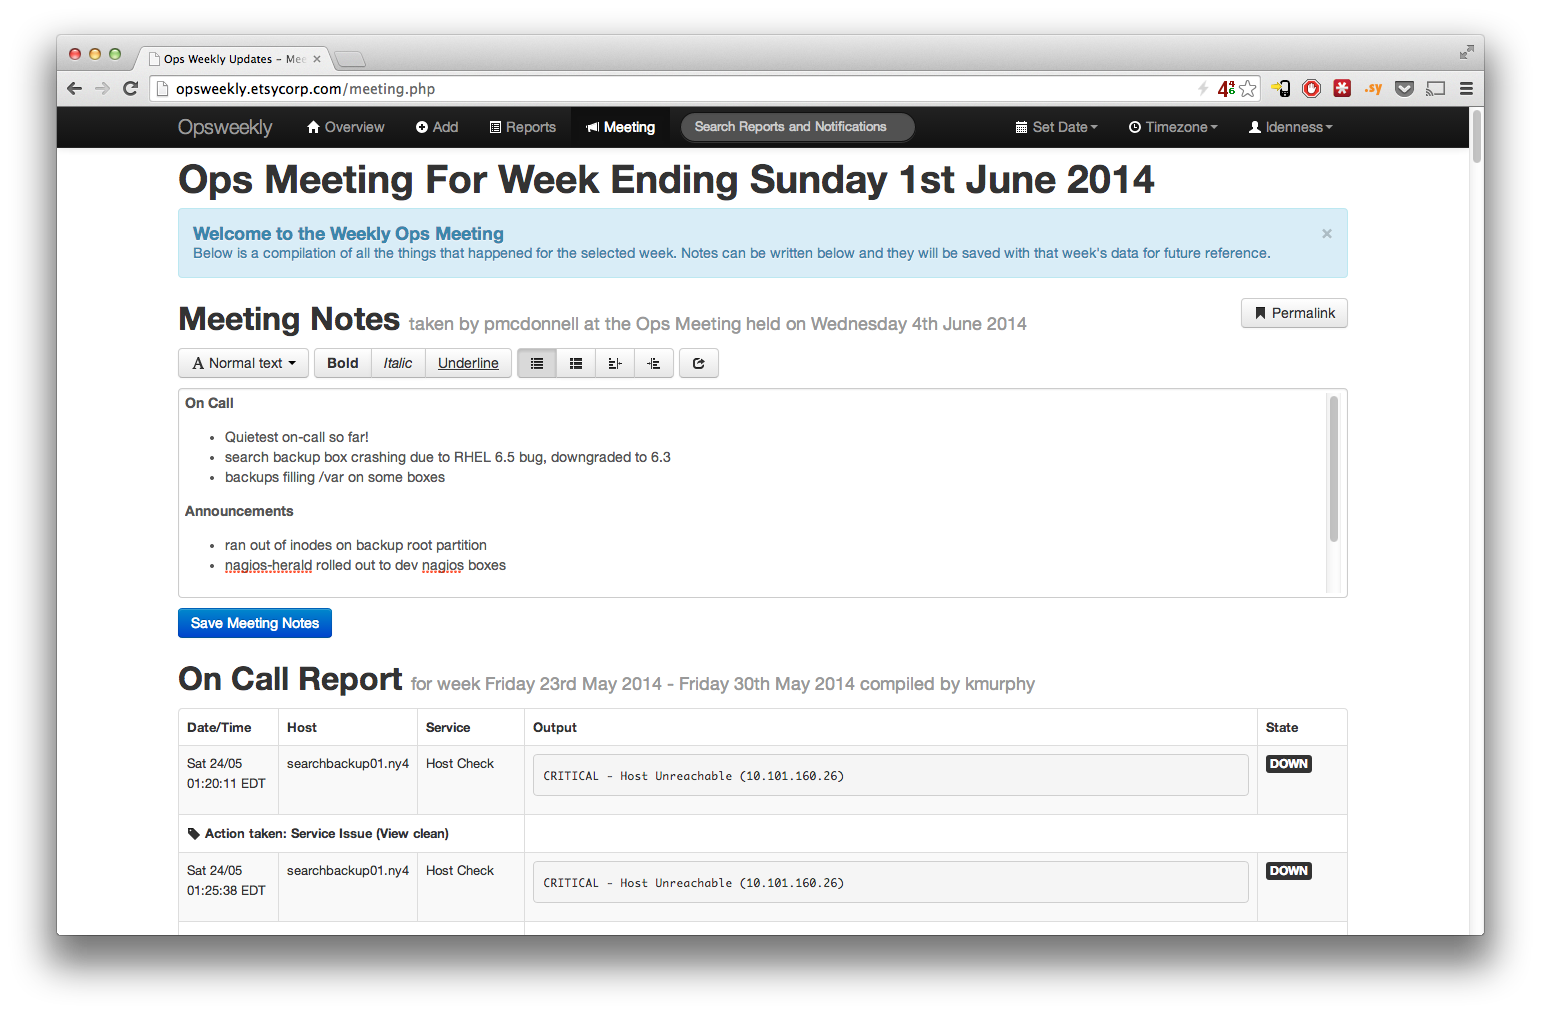 Ops Weekly Updates – Mee
opsweekly.etsycorp.com/meeting.php
.sy
Opsweekly Overview Add Reports Meeting Search Reports and Notifications Set Date Timezone ldenness
Ops Meeting For Week Ending Sunday 1st June 2014
Welcome to the Weekly Ops Meeting
Below is a compilation of all the things that happened for the selected week. Notes can be written below and they will be saved with that week's data for future reference.
Meeting Notes taken by pmcdonnell at the Ops Meeting held on Wednesday 4th June 2014 Permalink
A Normal text Bold Italic Underline
On Call
• Quietest on-call so far!
• search backup box crashing due to RHEL 6.5 bug, downgraded to 6.3
• backups filling /var on some boxes
Announcements
• ran out of inodes on backup root partition
• nagios-herald rolled out to dev nagios boxes
Save Meeting Notes
On Call Report for week Friday 23rd May 2014 - Friday 30th May 2014 compiled by kmurphy
Date/Time Host Service Output State
Sat 24/05 searchbackup01.ny4 Host Check CRITICAL - Host Unreachable (10.101.160.26) DOWN
01:20:11 EDT
Action taken: Service Issue (View clean)
Sat 24/05 searchbackup01.ny4 Host Check CRITICAL - Host Unreachable (10.101.160.26) DOWN
01:25:38 EDT